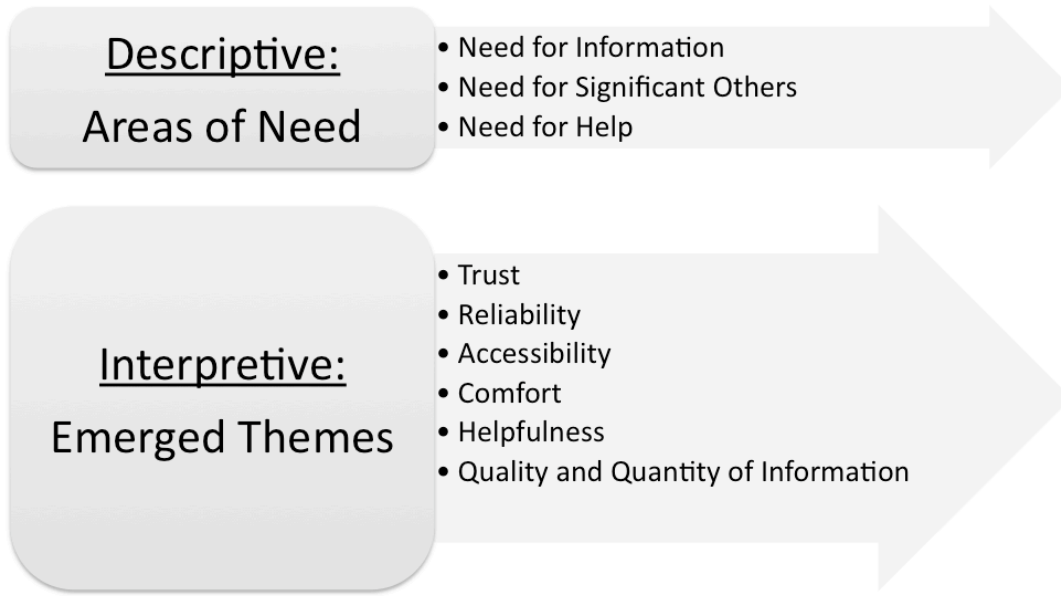 Descriptive:
Areas of Need
• Need for Information
• Need for Significant Others
• Need for Help
Interpretive:
Emerged Themes
• Trust
• Reliability
• Accessibility
• Comfort
• Helpfulness
• Quality and Quantity of Information